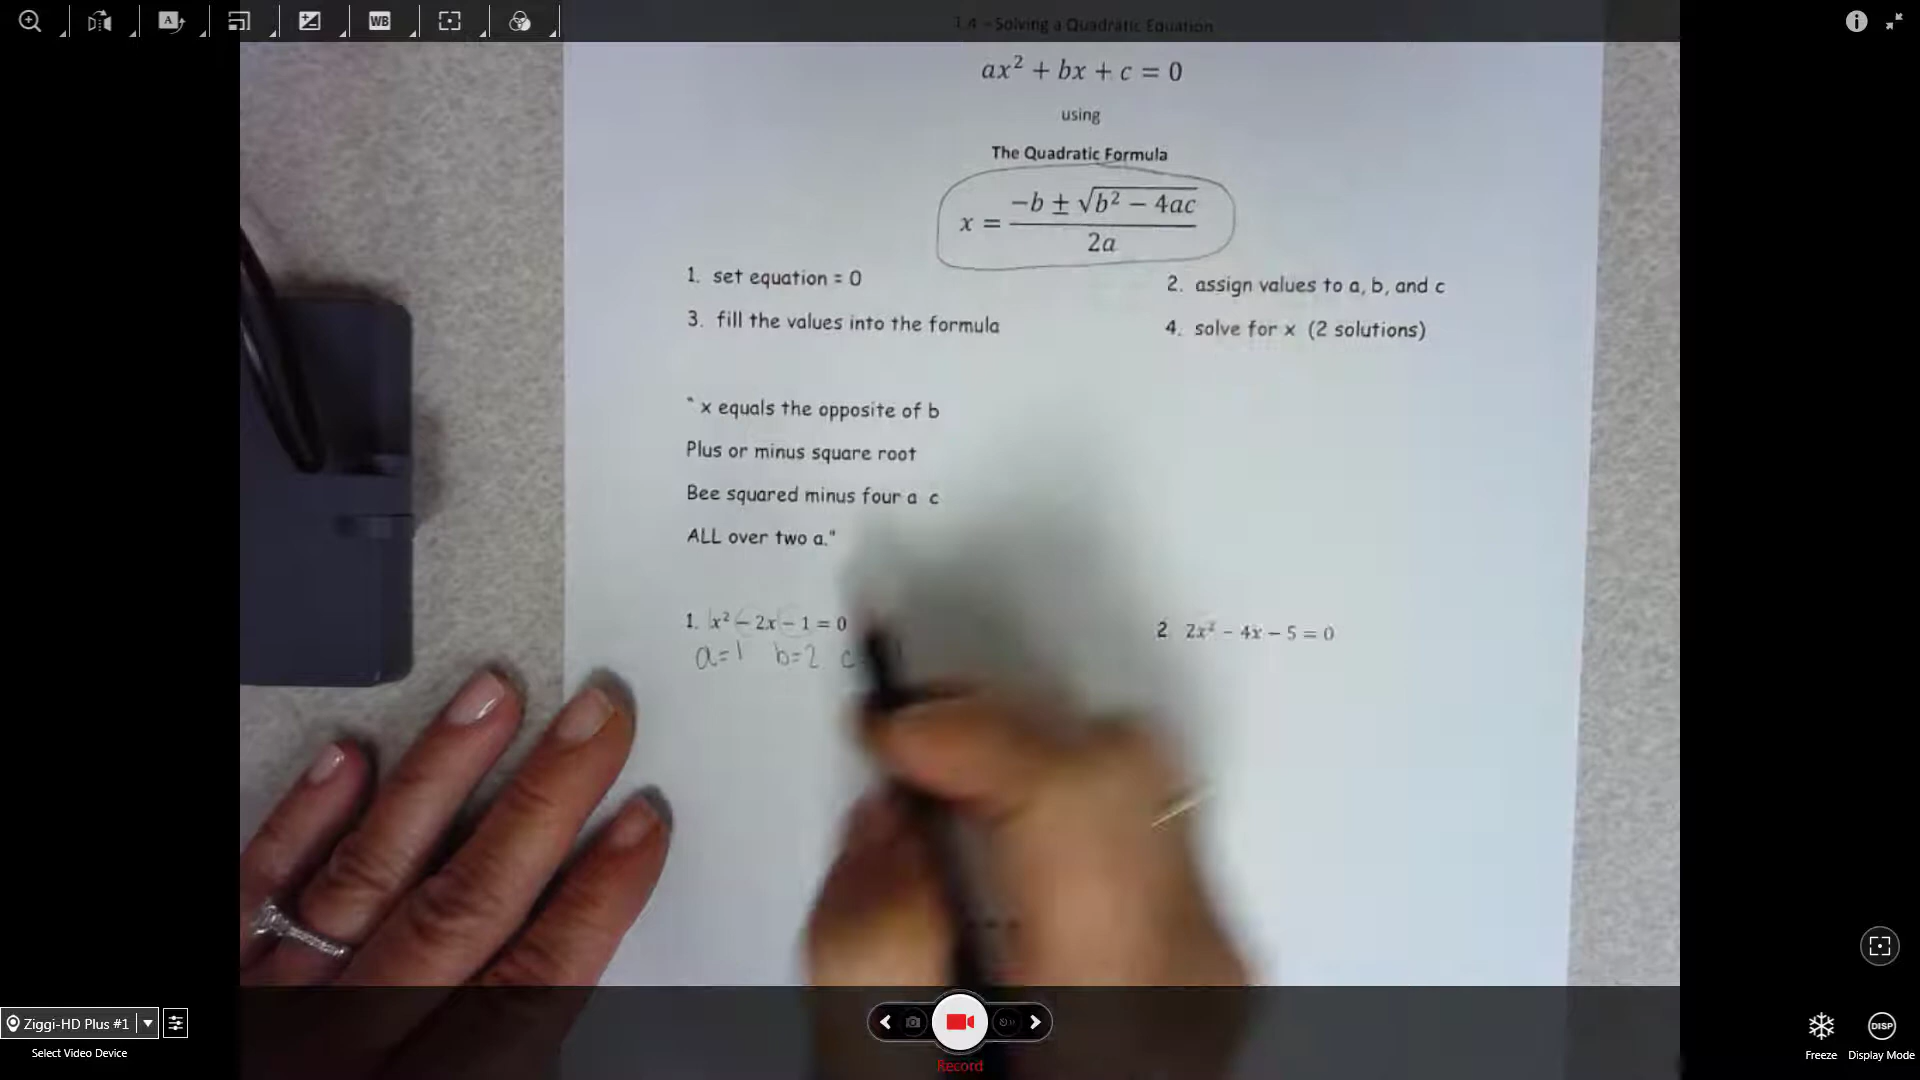 1.4 - Solving a Quadratic Equation
ax² + bx + c = 0
using
The Quadratic Formula
x = (-b ± √(b² − 4ac)) / 2a
1. set equation = 0
2. assign values to a, b, and c
3. fill the values into the formula
4. solve for x (2 solutions)
" x equals the opposite of b
Plus or minus square root
Bee squared minus four a c
ALL over two a."
1. x² − 2x − 1 = 0
2 2x² − 4x − 5 = 0
a=1 b=2 c
WB
Ziggi-HD Plus #1
Select Video Device
Record
Freeze
DISP
Display Mode